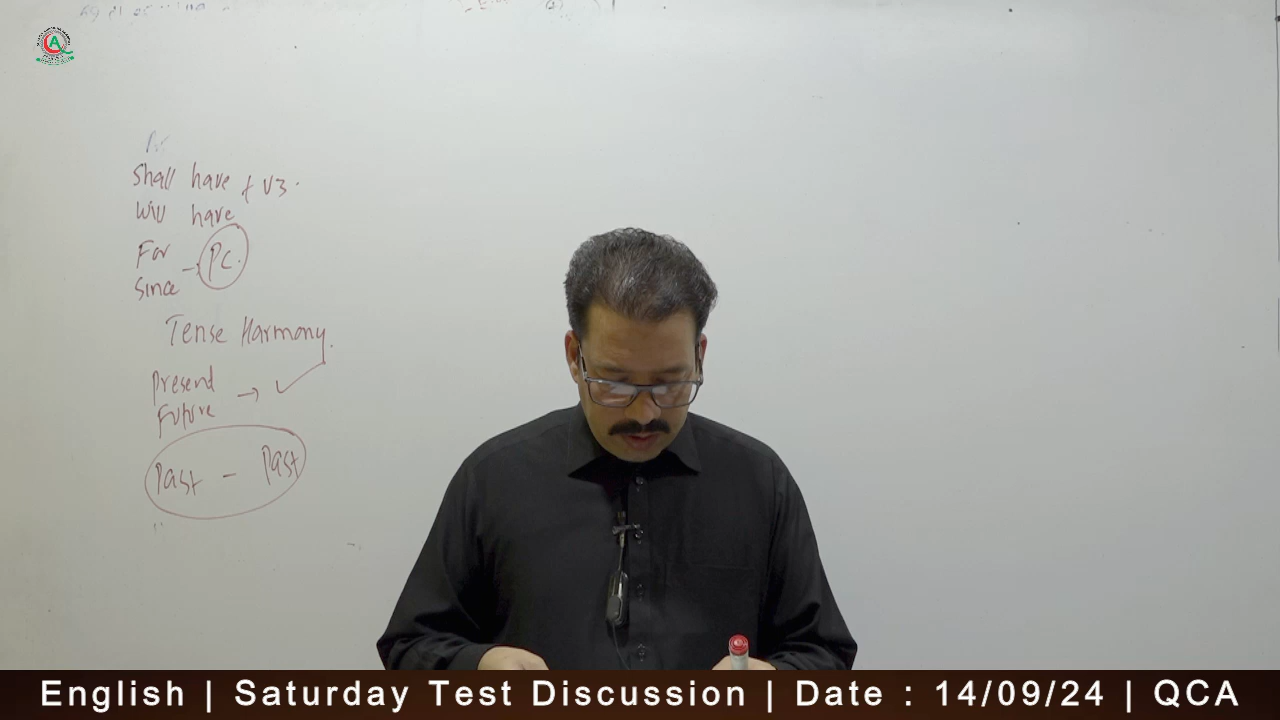 Shall have + V3.
Will have
For
Since → PC.
Tense Harmony.
Present
Future → ✓
Past - Past
English | Saturday Test Discussion | Date : 14/09/24 | QCA